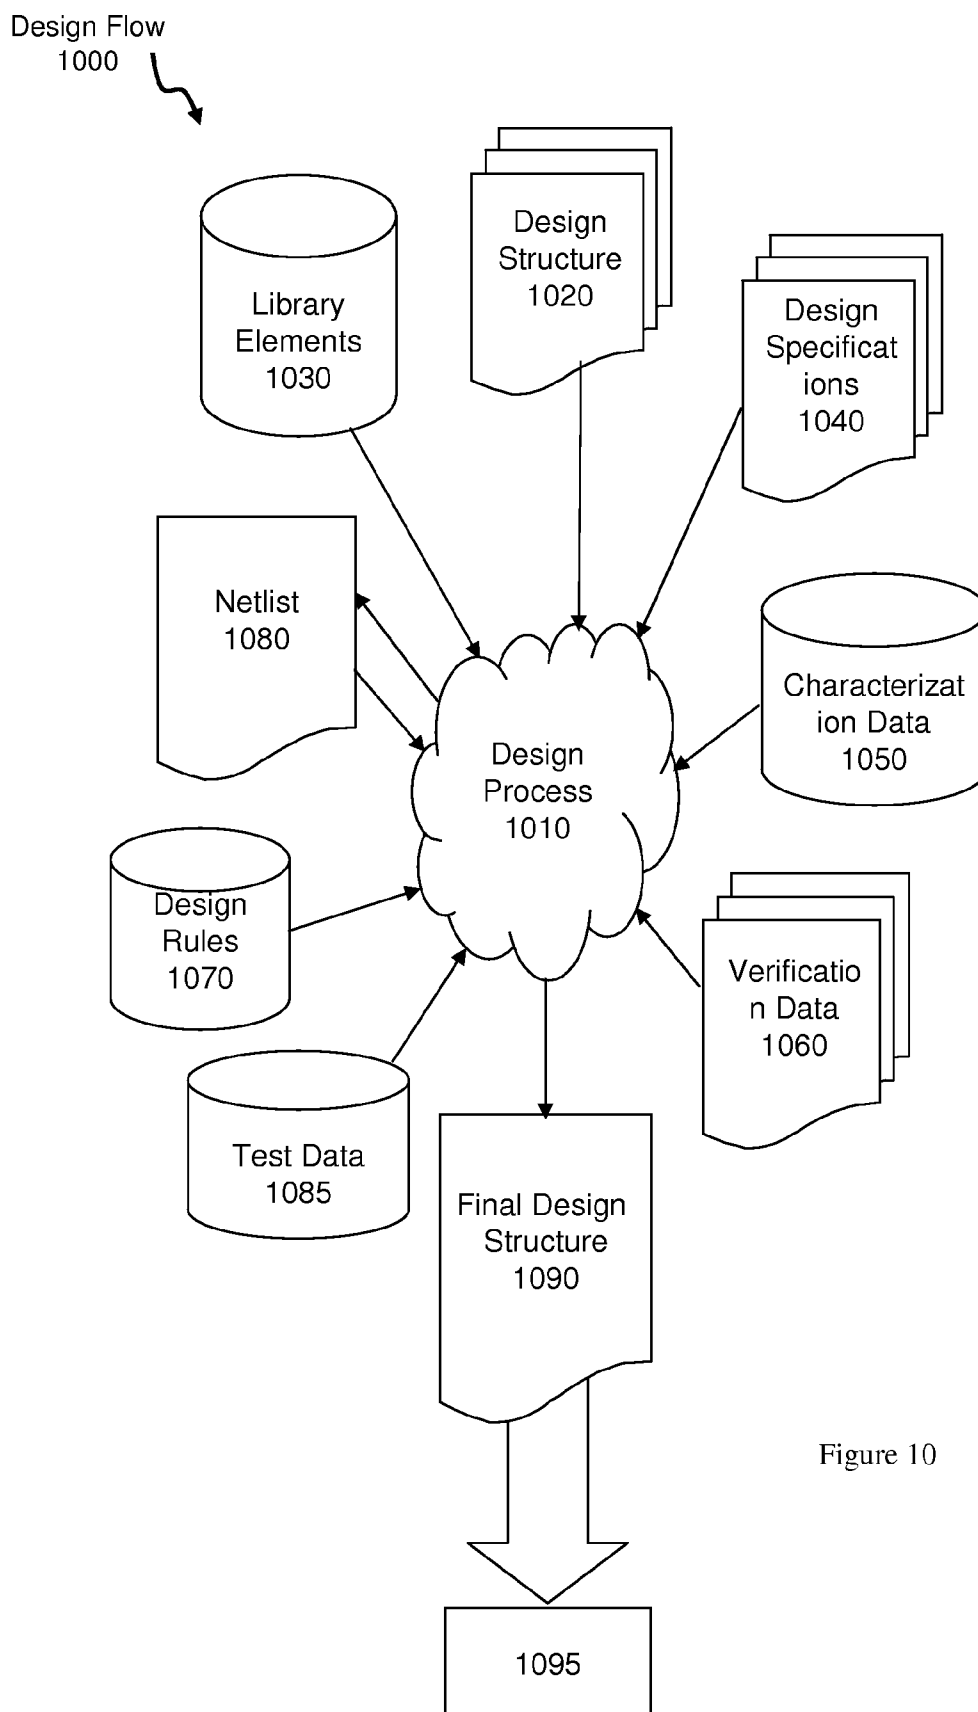 Design Flow
1000
Design
Structure
1020
Library
Elements
1030
Design
Specificat
ions
1040
Netlist
1080
Characterizat
ion Data
1050
Design
Process
1010
Design
Rules
1070
Verificatio
n Data
1060
Test Data
1085
Final Design
Structure
1090
Figure 10
1095